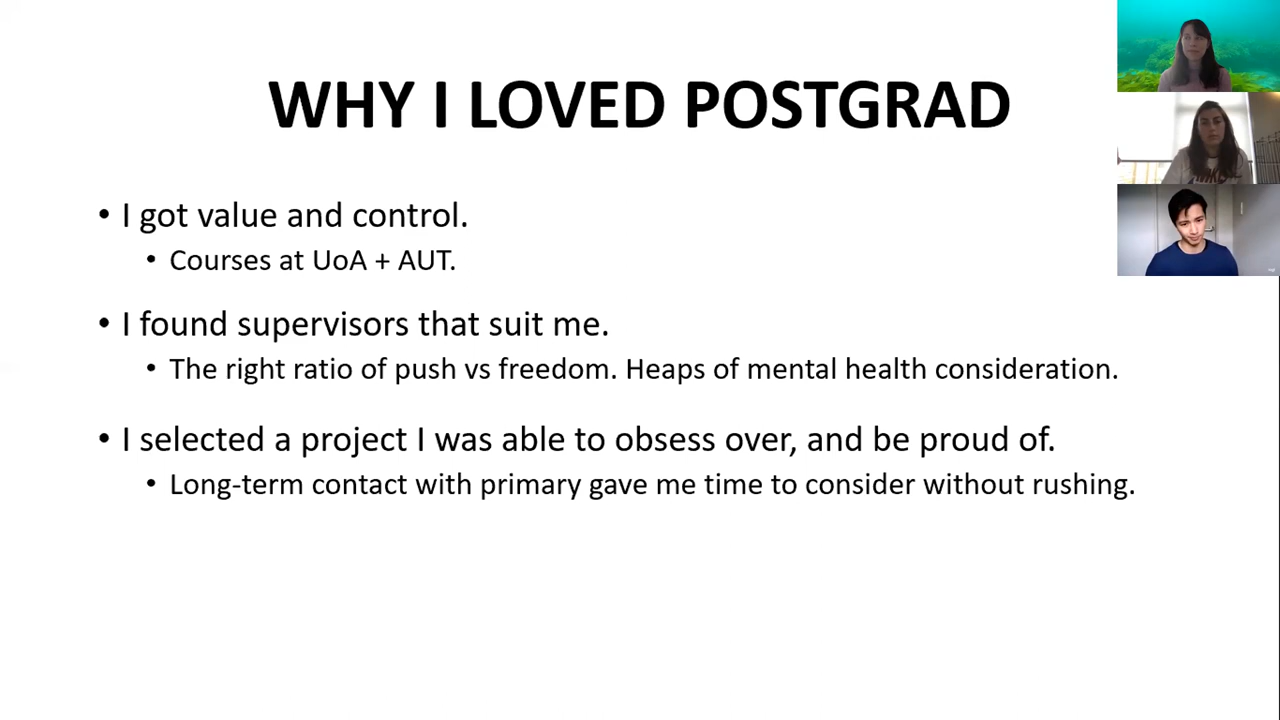 WHY I LOVED POSTGRAD
• I got value and control.
• Courses at UoA + AUT.
• I found supervisors that suit me.
• The right ratio of push vs freedom. Heaps of mental health consideration.
• I selected a project I was able to obsess over, and be proud of.
• Long-term contact with primary gave me time to consider without rushing.